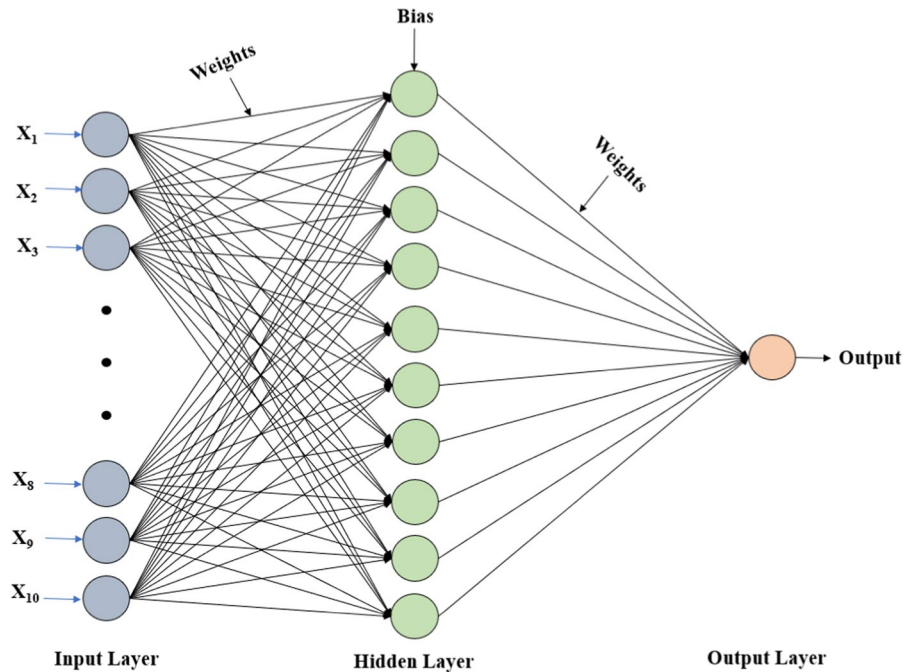 Bias
Weights
X1
X2
X3
Weights
Output
X8
X9
X10
Input Layer
Hidden Layer
Output Layer